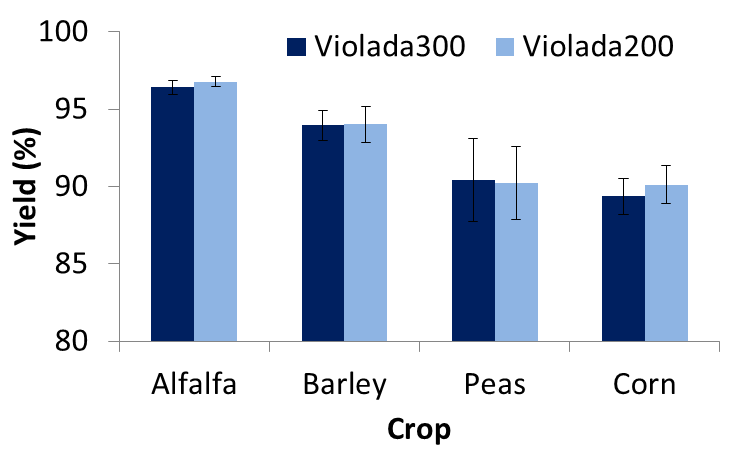 100
Violada300 Violada200
95
90
85
80
Yield (%)
Alfalfa Barley Peas Corn
Crop